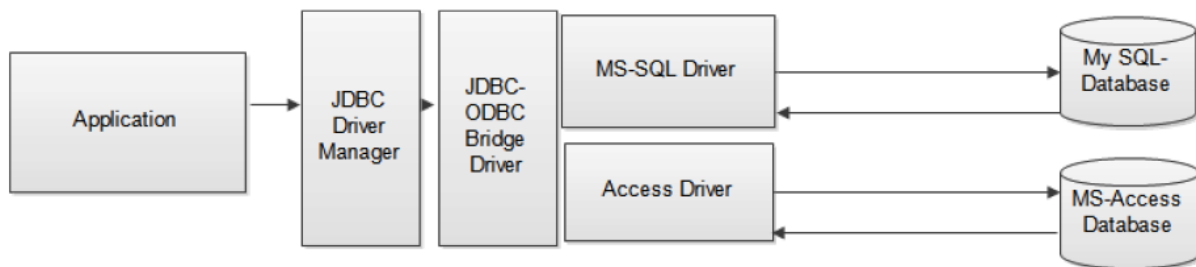 Application
JDBC
Driver
Manager
JDBC-
ODBC
Bridge
Driver
MS-SQL Driver
Access Driver
My SQL-
Database
MS-Access
Database